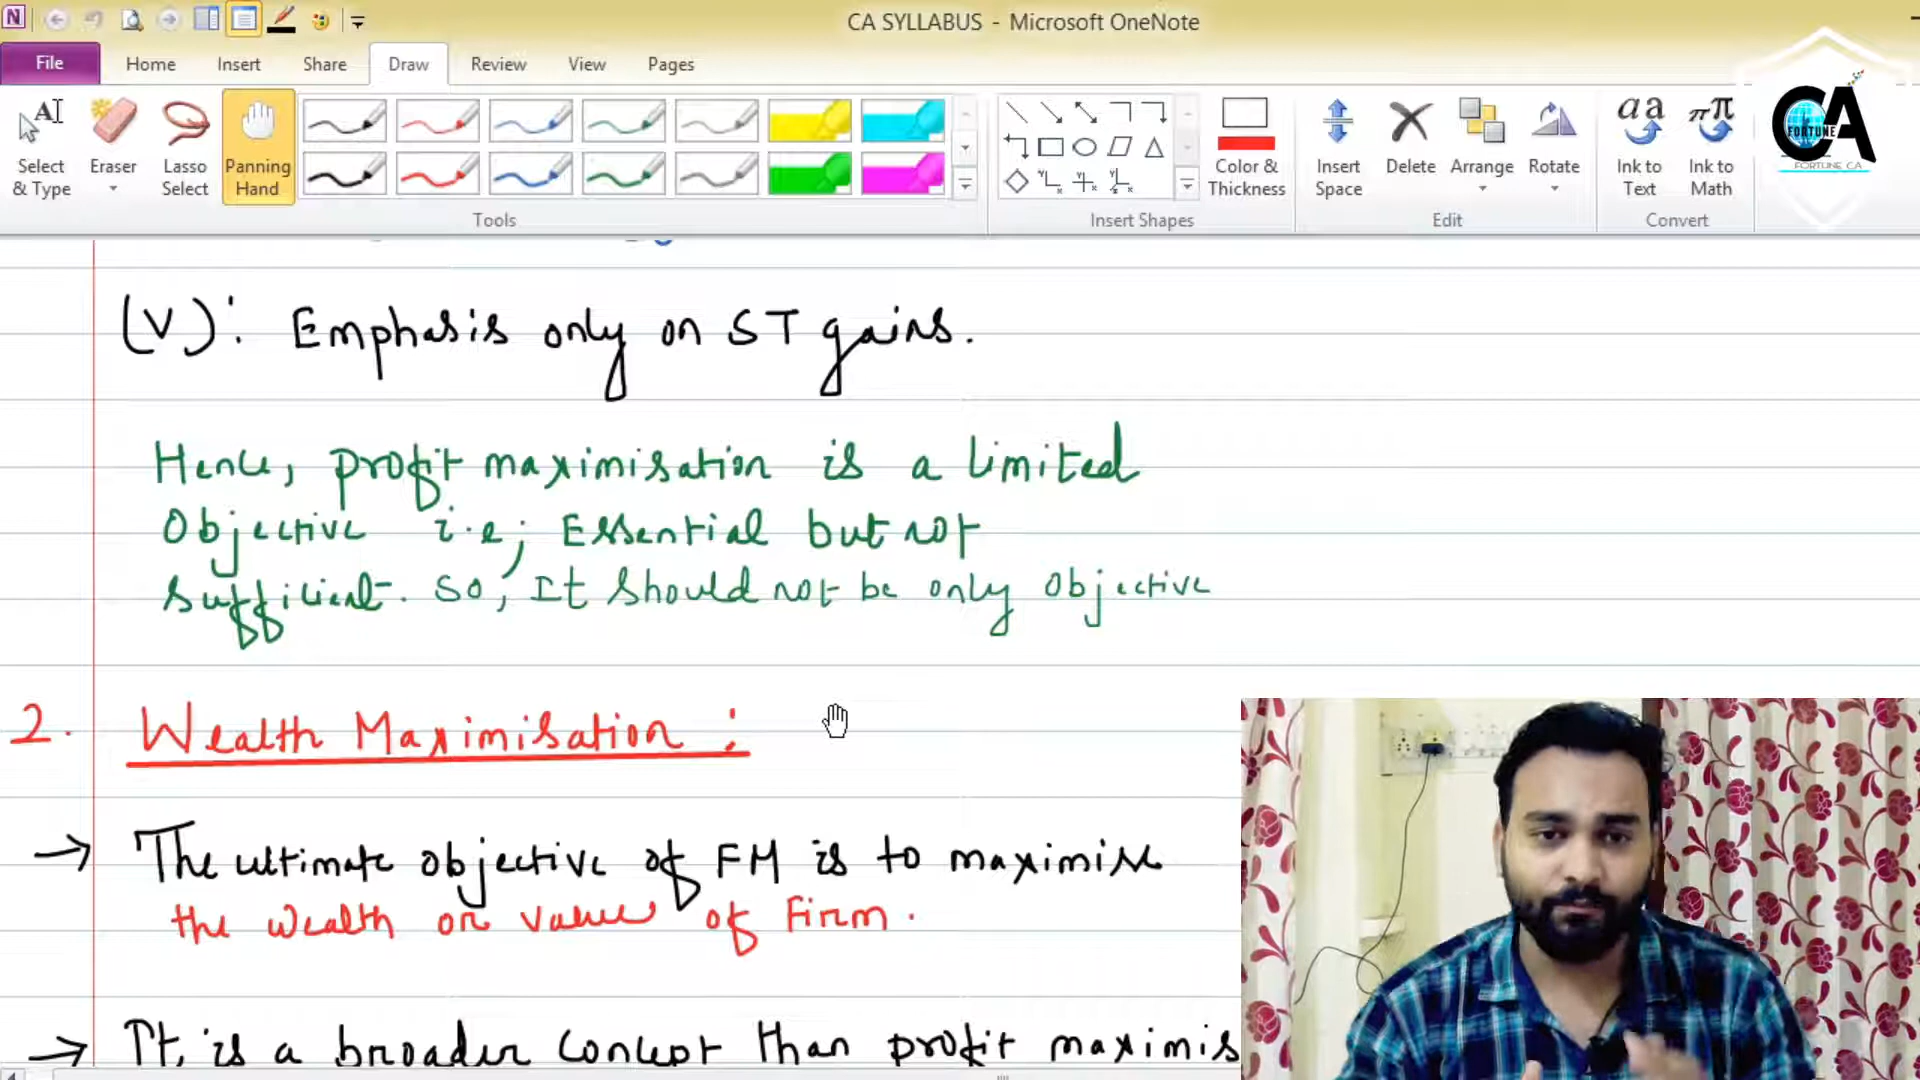 CA SYLLABUS - Microsoft OneNote
File Home Insert Share Draw Review View Pages
Select & Type
Eraser
Lasso Select
Panning Hand
Color & Thickness
Insert Space
Delete
Arrange
Rotate
Ink to Text
Ink to Math
Tools
Insert Shapes
Edit
Convert
CA
FORTUNE
FORTUNE CA
(V): Emphasis only on ST gains.
Hence, profit maximisation is a limited
Objective i.e; Essential but not
sufficient. So, It should not be only Objective
2. Wealth Maximisation :
→ The ultimate objective of FM is to maximise
the wealth or value of Firm.
→ It, is a broader concept than profit maximis